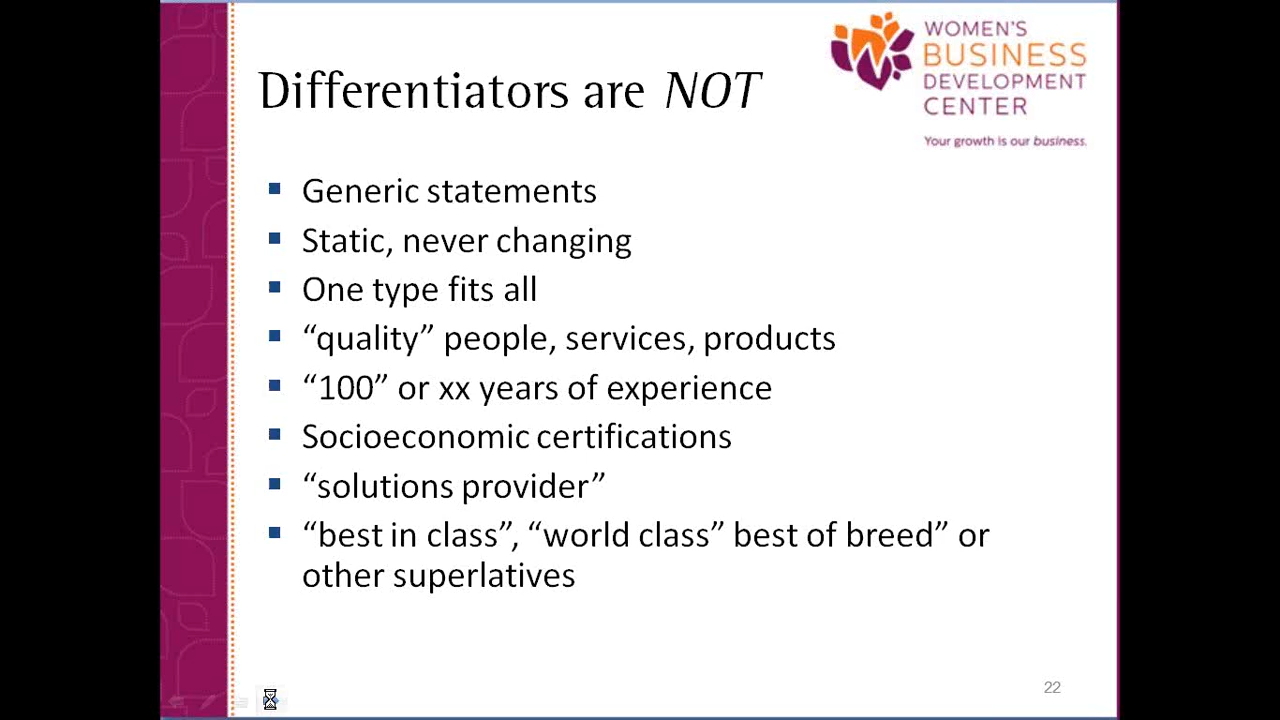 WOMEN'S
BUSINESS
DEVELOPMENT
CENTER
Your growth is our business.
Differentiators are NOT
Generic statements
Static, never changing
One type fits all
“quality” people, services, products
“100” or xx years of experience
Socioeconomic certifications
“solutions provider”
“best in class”, “world class” best of breed” or
other superlatives
22